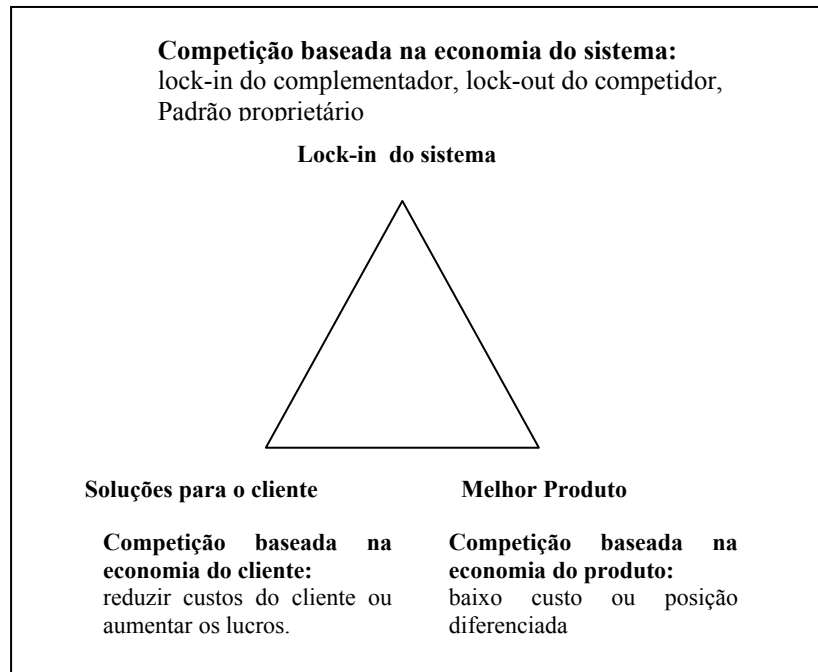 Competição baseada na economia do sistema:
lock-in do complementador, lock-out do competidor,
Padrão proprietário
Lock-in do sistema
Soluções para o cliente
Melhor Produto
Competição baseada na
economia do cliente:
reduzir custos do cliente ou
aumentar os lucros.
Competição baseada na
economia do produto:
baixo custo ou posição
diferenciada